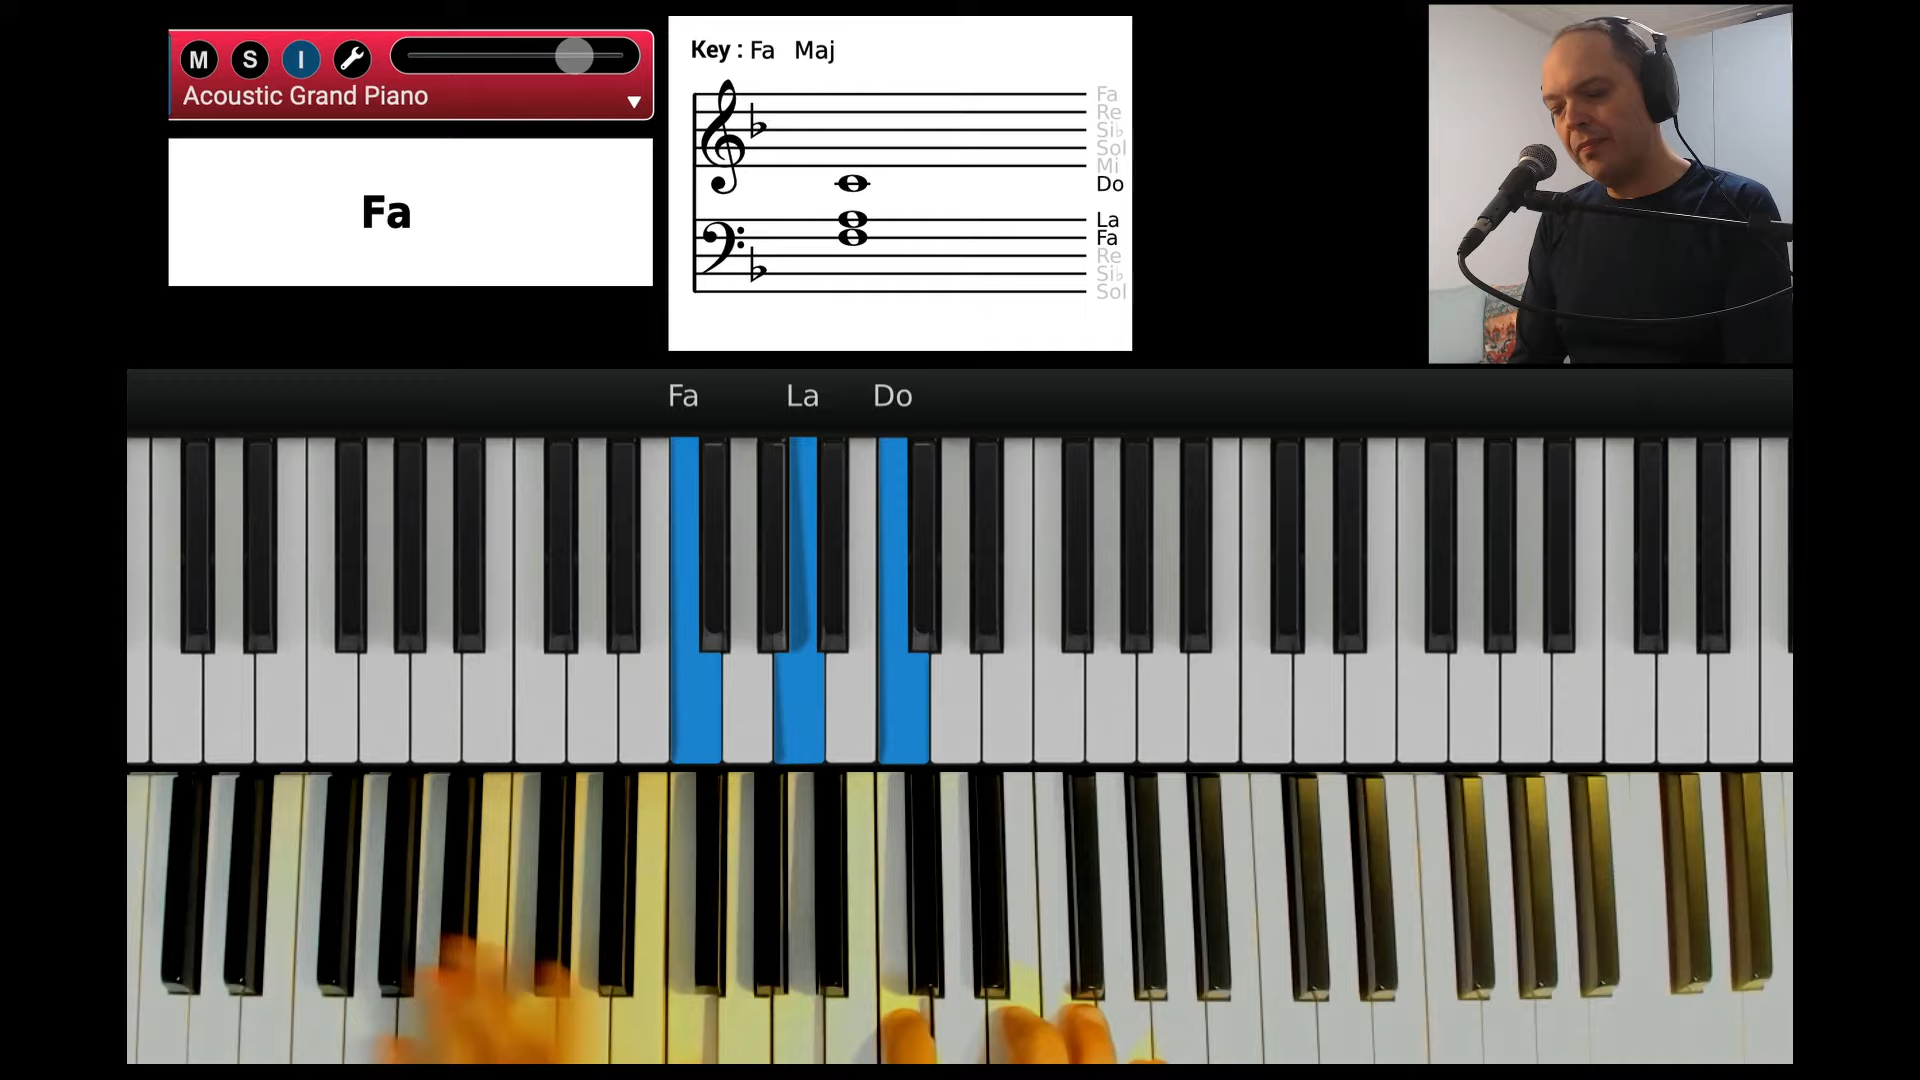 M S I
Acoustic Grand Piano
Fa
Key : Fa Maj
Fa
Re
Si♭
Sol
Mi
Do
La
Fa
Re
Si♭
Sol
Fa La Do